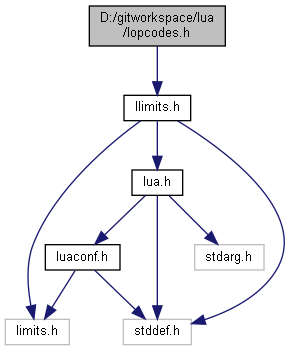 D:/gitworkspace/lua
/lopcodes.h
llimits.h
lua.h
luaconf.h
stdarg.h
limits.h
stddef.h